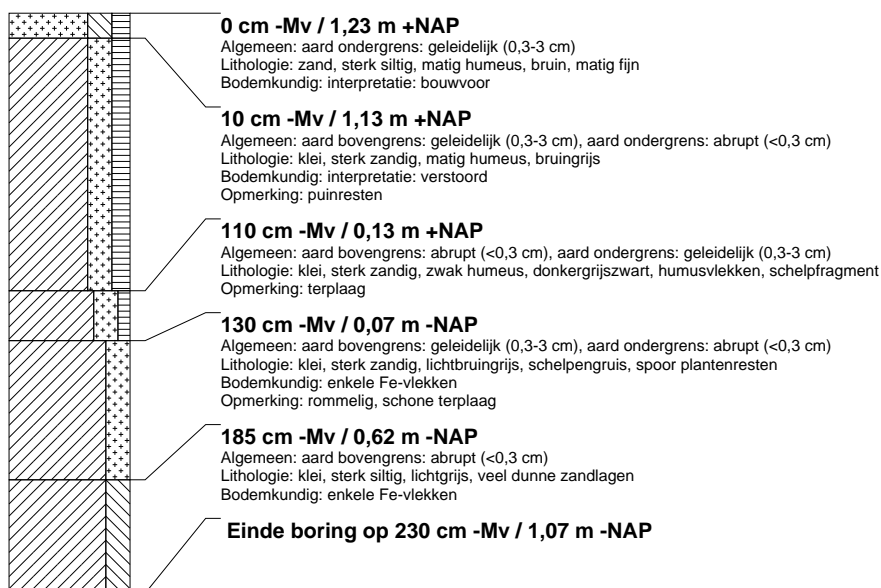 0 cm -Mv / 1,23 m +NAP
Algemeen: aard ondergrens: geleidelijk (0,3-3 cm)
Lithologie: zand, sterk siltig, matig humeus, bruin, matig fijn
Bodemkundig: interpretatie: bouwvoor
10 cm -Mv / 1,13 m +NAP
Algemeen: aard bovengrens: geleidelijk (0,3-3 cm), aard ondergrens: abrupt (<0,3 cm)
Lithologie: klei, sterk zandig, matig humeus, bruingrijs
Bodemkundig: interpretatie: verstoord
Opmerking: puinresten
110 cm -Mv / 0,13 m +NAP
Algemeen: aard bovengrens: abrupt (<0,3 cm), aard ondergrens: geleidelijk (0,3-3 cm)
Lithologie: klei, sterk zandig, zwak humeus, donkergrijszwart, humusvlekken, schelpfragment
Opmerking: terplaag
130 cm -Mv / 0,07 m -NAP
Algemeen: aard bovengrens: geleidelijk (0,3-3 cm), aard ondergrens: abrupt (<0,3 cm)
Lithologie: klei, sterk zandig, lichtbruingrijs, schelpengruis, spoor plantenresten
Bodemkundig: enkele Fe-vlekken
Opmerking: rommelig, schone terplaag
185 cm -Mv / 0,62 m -NAP
Algemeen: aard bovengrens: abrupt (<0,3 cm)
Lithologie: klei, sterk siltig, lichtgrijs, veel dunne zandlagen
Bodemkundig: enkele Fe-vlekken
Einde boring op 230 cm -Mv / 1,07 m -NAP